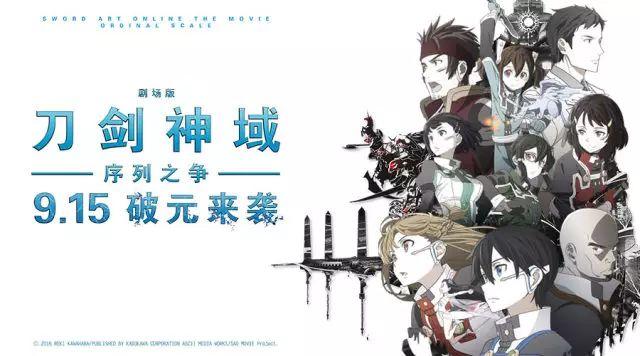 SWORD ART ONLINE THE MOVIE
ORDINAL SCALE
剧场版
刀剑神域
序列之争
9.15 破元来袭
© 2016 REKI KAWAHARA/PUBLISHED BY KADOKAWA CORPORATION ASCII MEDIA WORKS/SAO MOVIE Project.